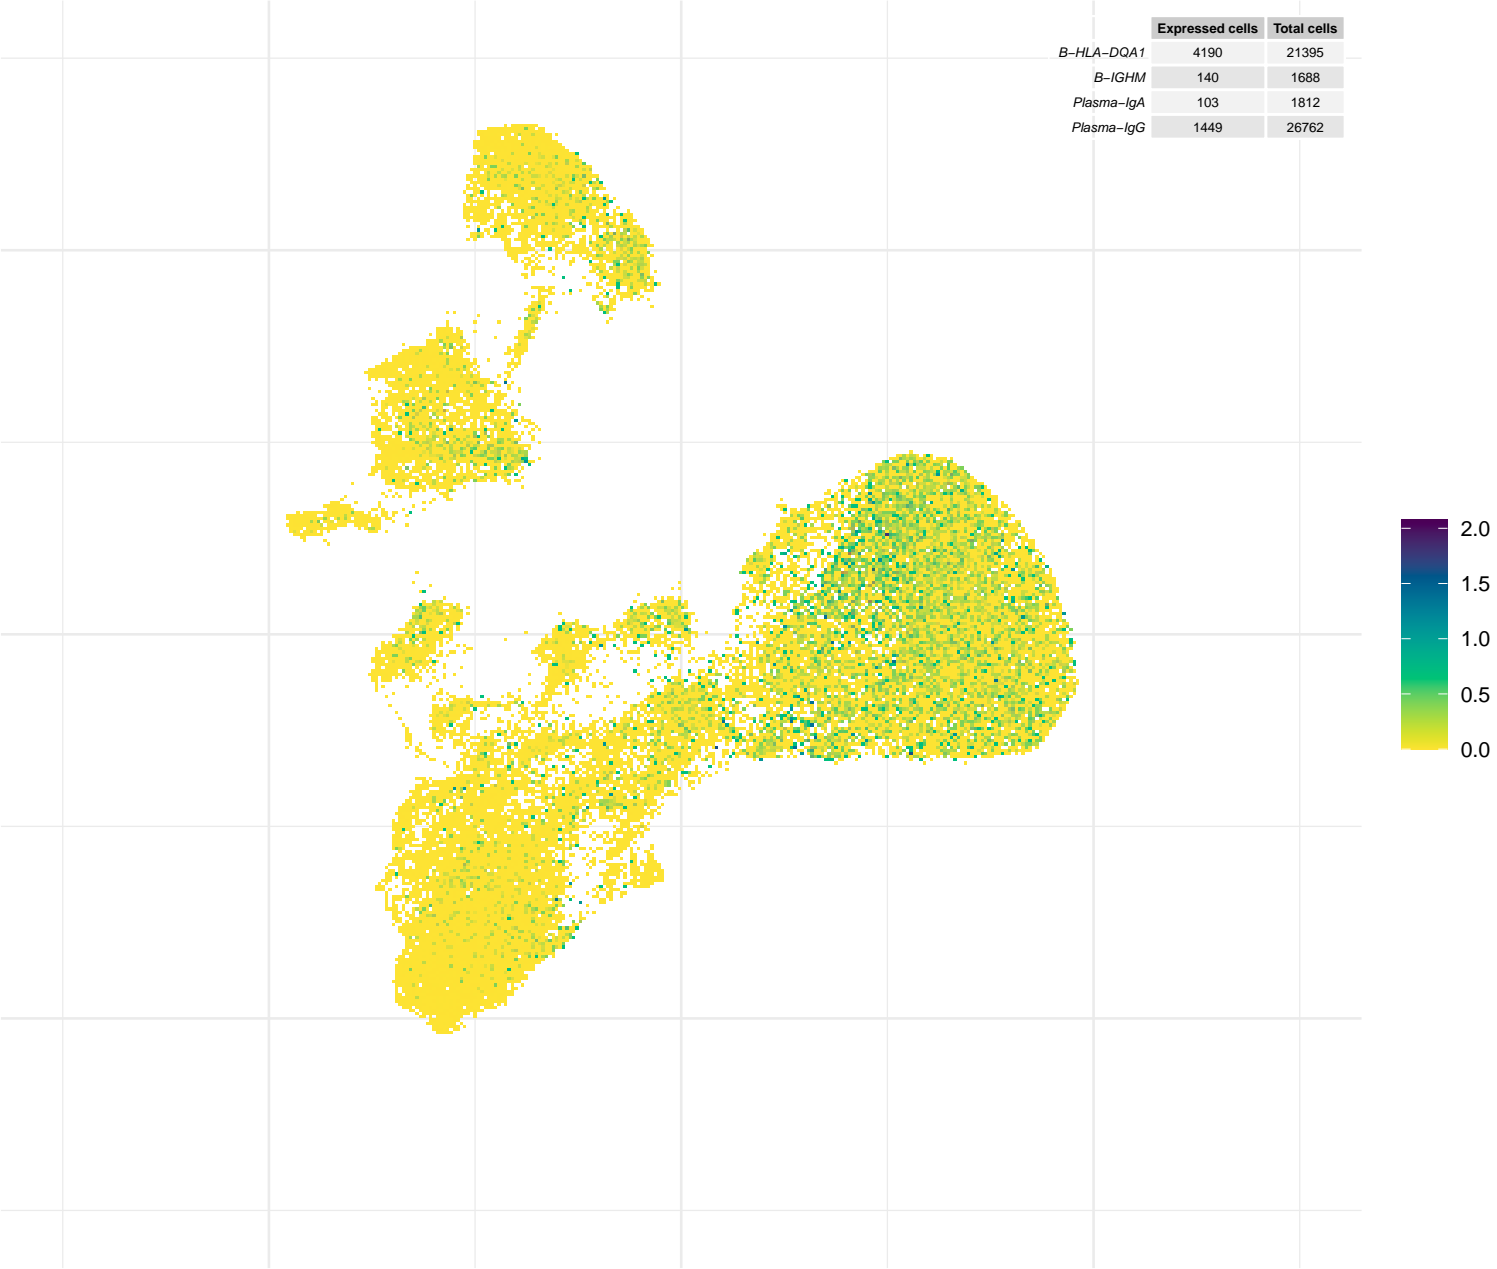 Expressed cells Total cells
B−HLA−DQA1 4190 21395
B−IGHM 140 1688
Plasma−IgA 103 1812
Plasma−IgG 1449 26762
2.0
1.5
1.0
0.5
0.0